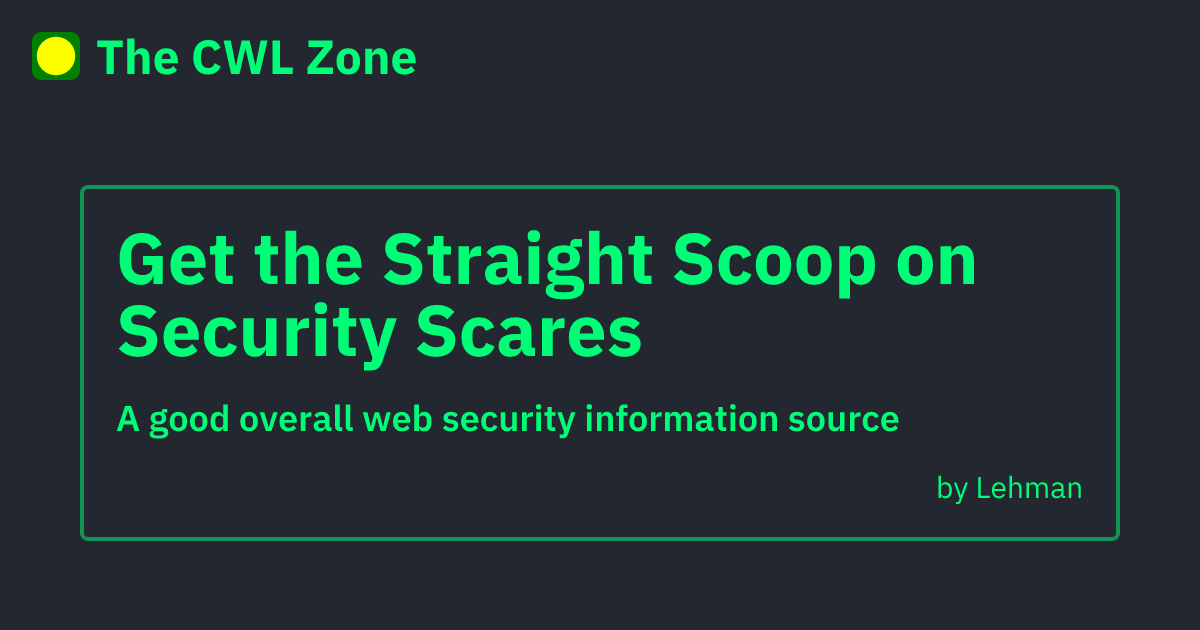 The CWL Zone
Get the Straight Scoop on
Security Scares
A good overall web security information source
by Lehman